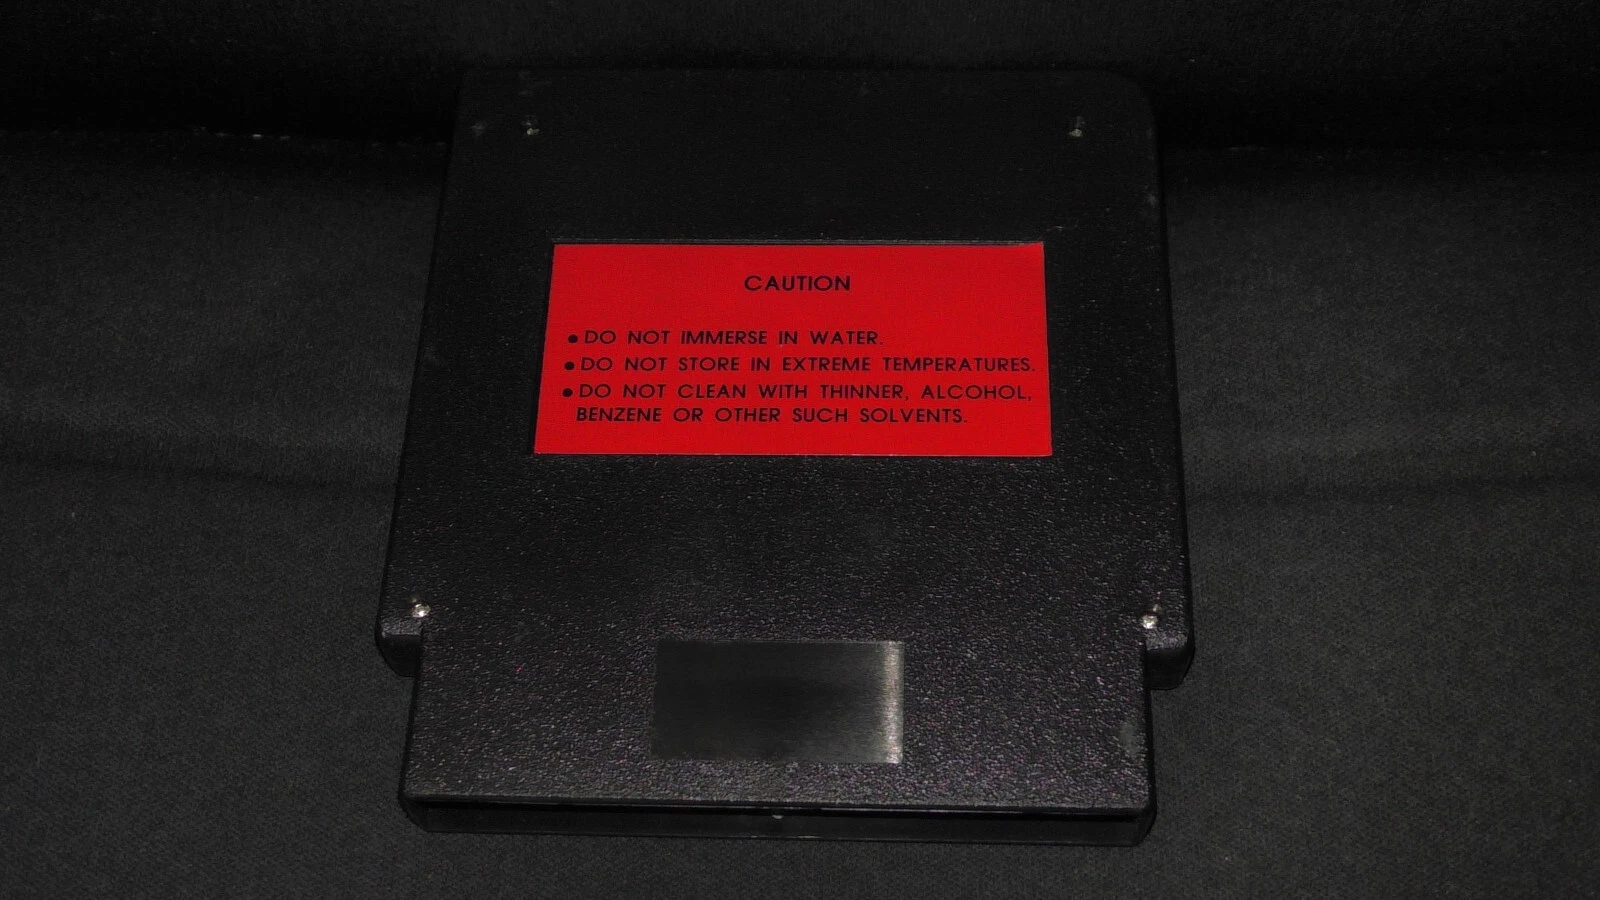 CAUTION
● DO NOT IMMERSE IN WATER.
● DO NOT STORE IN EXTREME TEMPERATURES.
● DO NOT CLEAN WITH THINNER, ALCOHOL,
BENZENE OR OTHER SUCH SOLVENTS.